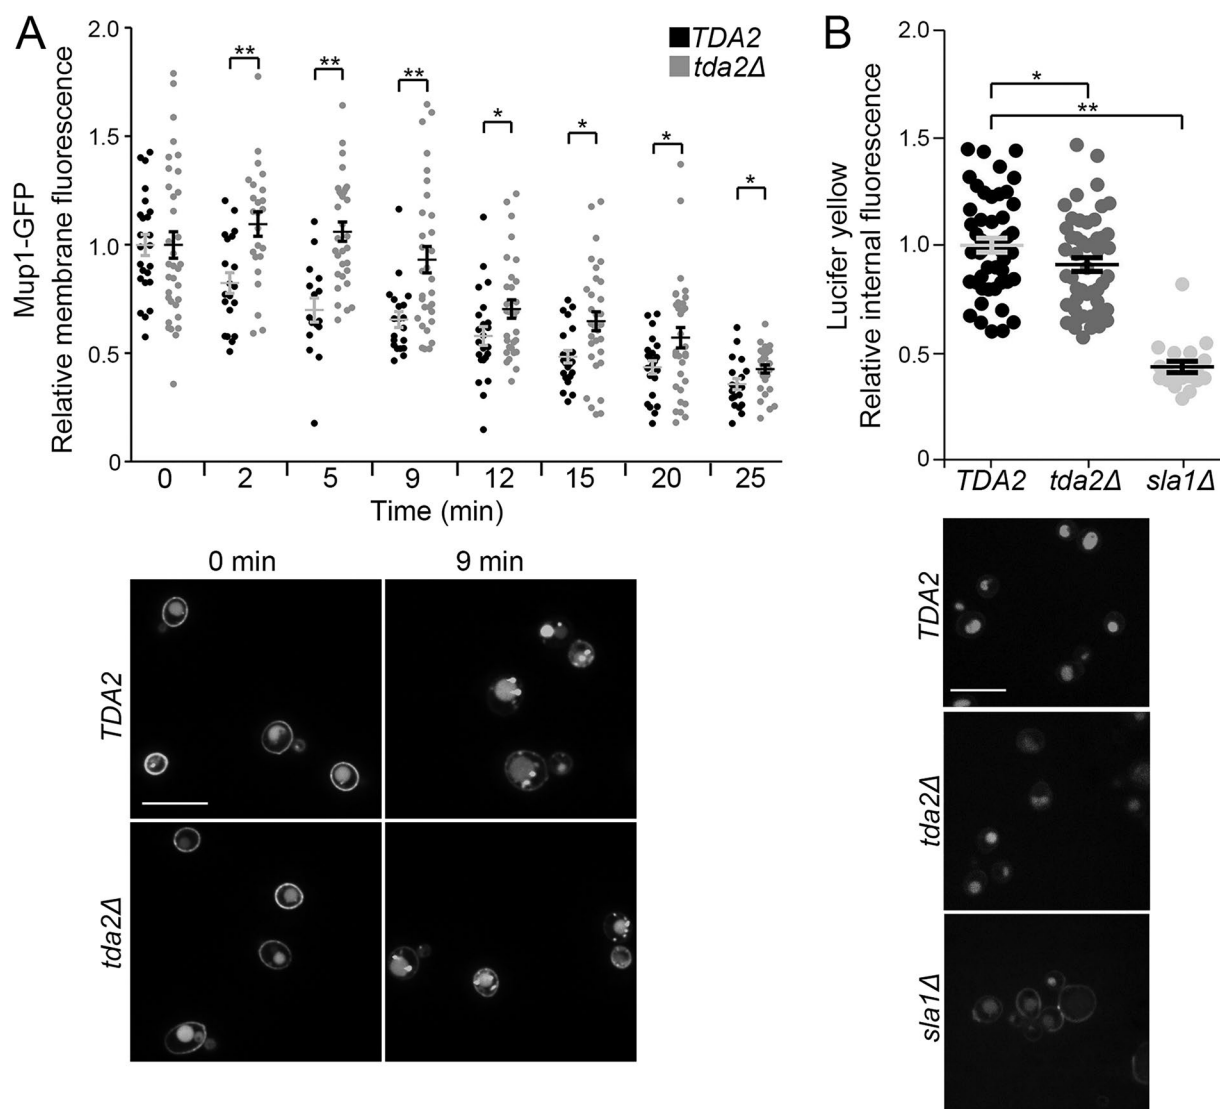 A
Mup1-GFP
Relative membrane fluorescence
2.0
1.5
1.0
0.5
0
** ** ** * * * *
TDA2
tda2Δ
0 2 5 9 12 15 20 25
Time (min)
0 min 9 min
TDA2
tda2Δ
B
Lucifer yellow
Relative internal fluorescence
2.0
1.5
1.0
0.5
0
*
**
TDA2 tda2Δ sla1Δ
TDA2
tda2Δ
sla1Δ